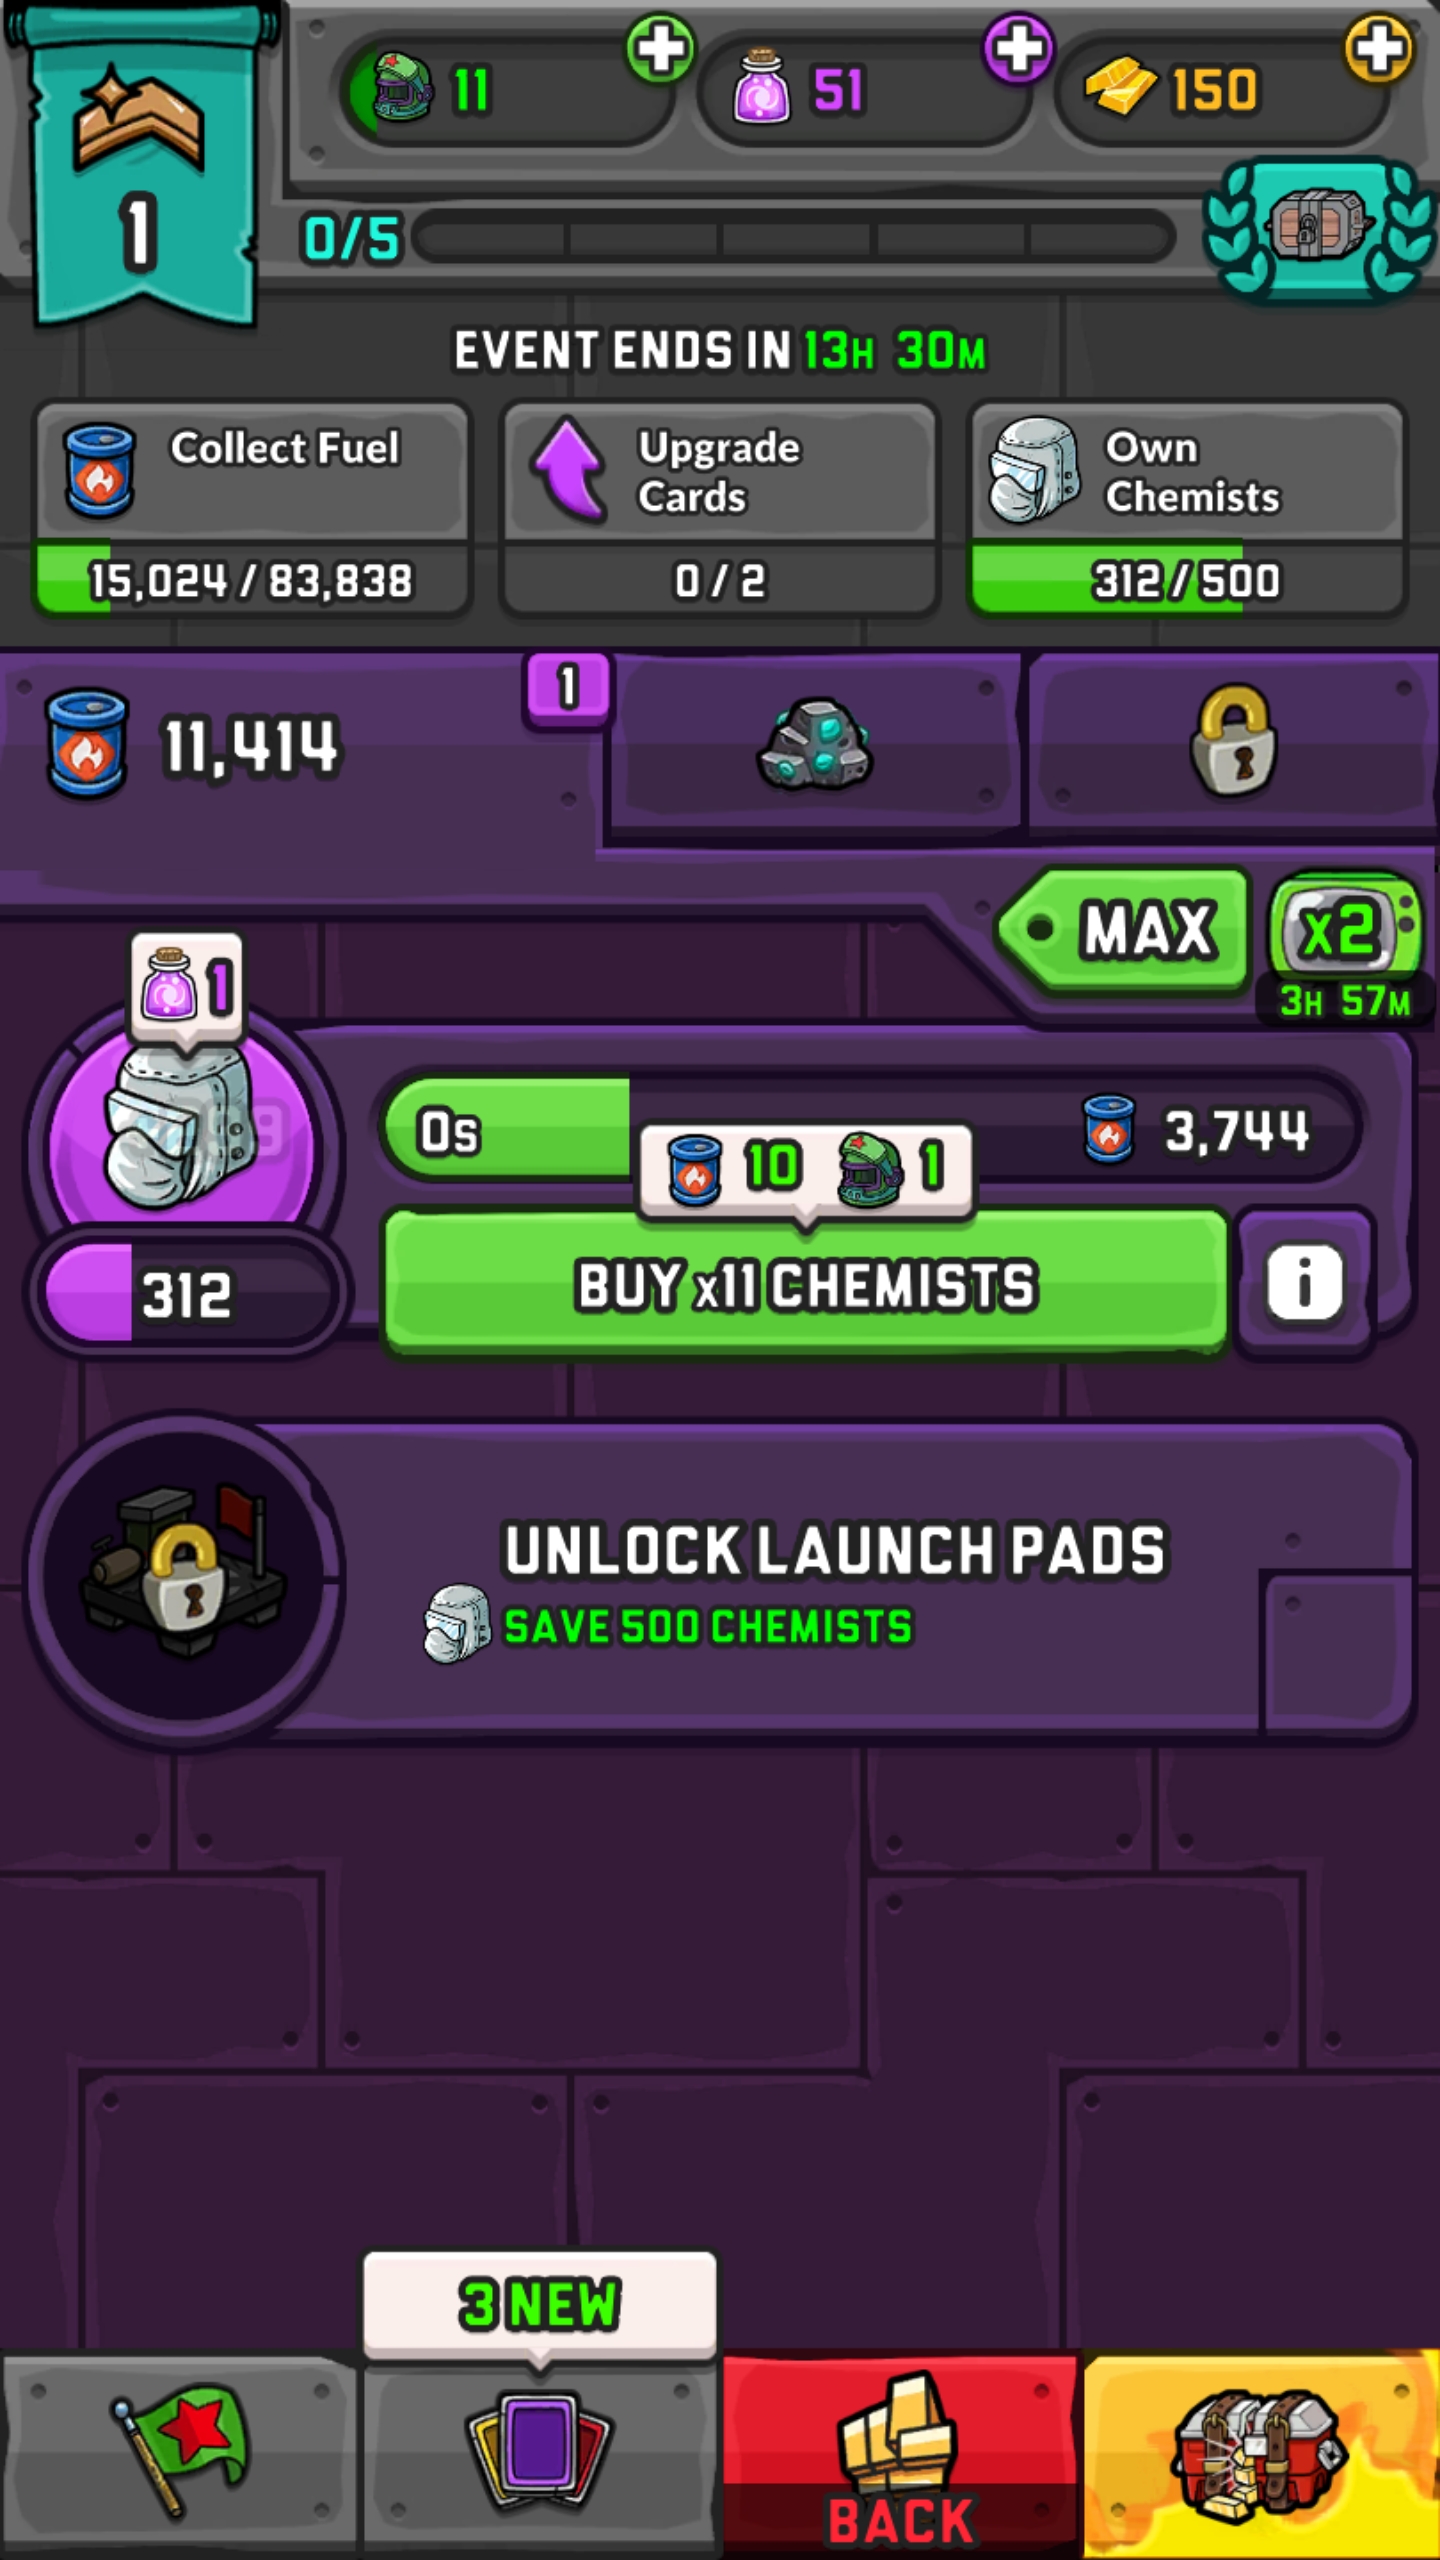 11
51
150
1
0/5
EVENT ENDS IN 13H 30M
Collect Fuel
15,024 / 83,838
Upgrade
Cards
0 / 2
Own
Chemists
312 / 500
11,414
1
MAX
x2
3H 57M
1
0s
3,744
10
1
BUY x11 CHEMISTS
312
UNLOCK LAUNCH PADS
SAVE 500 CHEMISTS
3 NEW
BACK